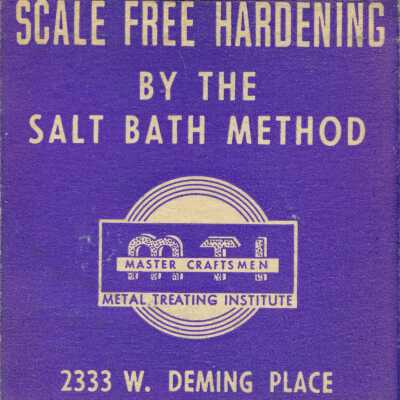 SCALE FREE HARDENING
BY THE
SALT BATH METHOD
MTI
MASTER CRAFTSMEN
METAL TREATING INSTITUTE
2333 W. DEMING PLACE